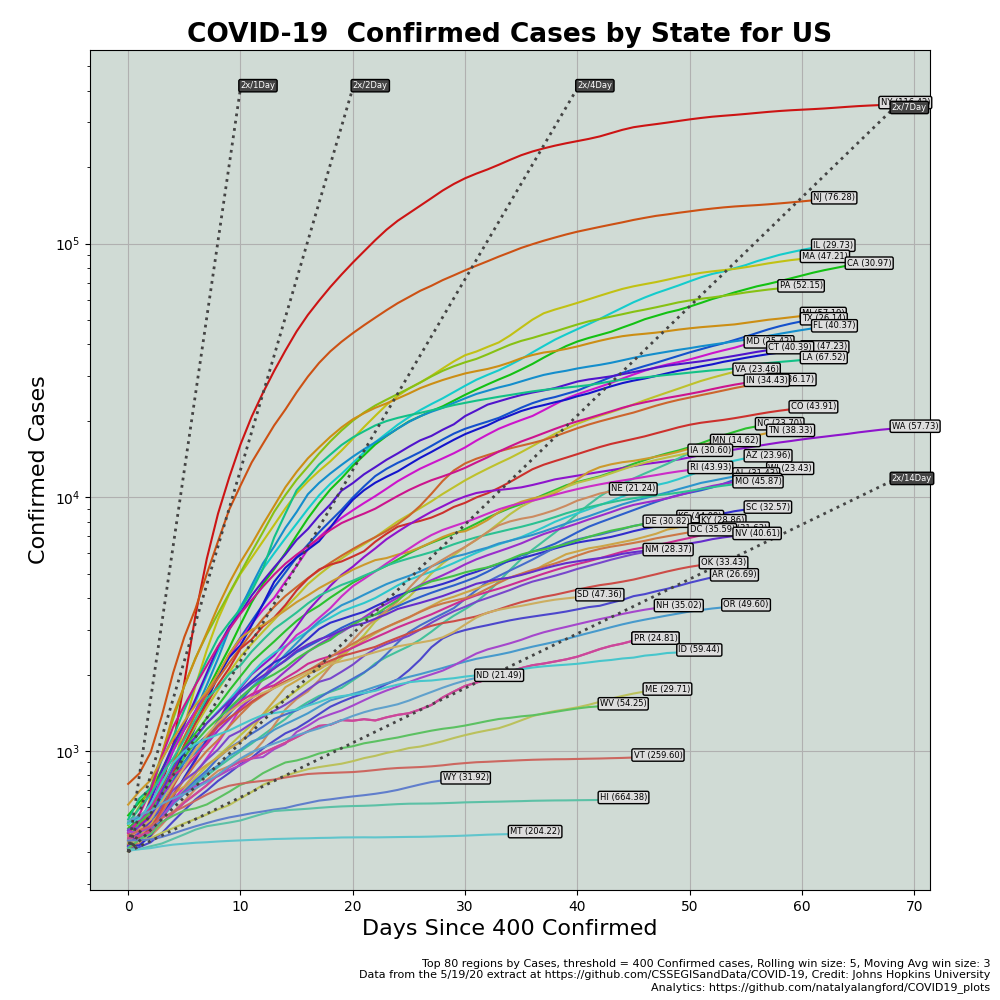 COVID-19  Confirmed Cases by State for US
2x/1Day
2x/2Day
2x/4Day
2x/7Day
NJ (76.28)
IL (29.73)
MA (47.21)
CA (30.97)
PA (52.15)
FL (40.37)
CT (40.39)
(47.23)
LA (67.52)
VA (23.46)
IN (34.43)
CO (43.91)
WA (57.73)
TN (38.33)
MN (14.62)
IA (30.60)
AZ (23.96)
RI (43.93)
(23.43)
MO (45.87)
2x/14Day
NE (21.24)
SC (32.57)
DE (30.82)
NV (40.61)
NM (28.37)
OK (33.43)
AR (26.69)
SD (47.36)
NH (35.02)
OR (49.60)
PR (24.81)
ID (59.44)
ND (21.49)
ME (29.71)
WV (54.25)
VT (259.60)
WY (31.92)
HI (664.38)
MT (204.22)
10⁵
10⁴
10³
Confirmed Cases
0 10 20 30 40 50 60 70
Days Since 400 Confirmed
Top 80 regions by Cases, threshold = 400 Confirmed cases, Rolling win size: 5, Moving Avg win size: 3
Data from the 5/19/20 extract at https://github.com/CSSEGISandData/COVID-19, Credit: Johns Hopkins University
Analytics: https://github.com/natalyalangford/COVID19_plots